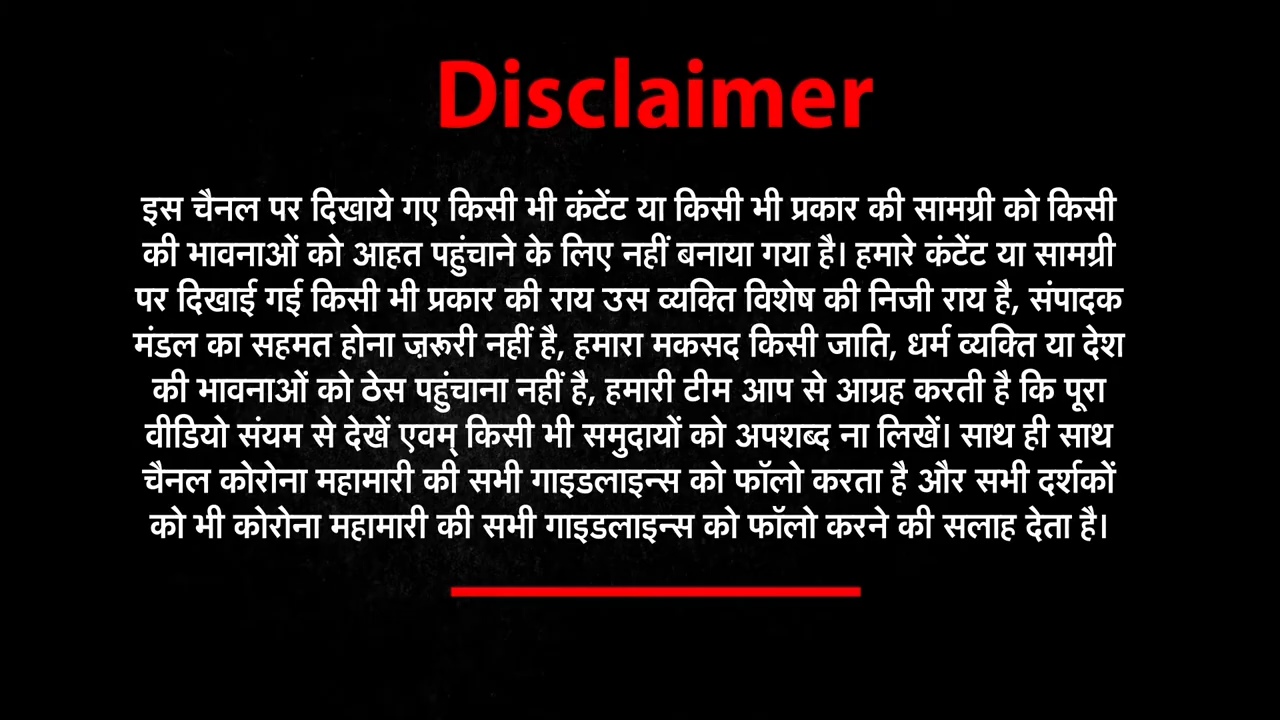 Disclaimer
इस चैनल पर दिखाये गए किसी भी कंटेंट या किसी भी प्रकार की सामग्री को किसी
की भावनाओं को आहत पहुंचाने के लिए नहीं बनाया गया है। हमारे कंटेंट या सामग्री
पर दिखाई गई किसी भी प्रकार की राय उस व्यक्ति विशेष की निजी राय है, संपादक
मंडल का सहमत होना ज़रूरी नहीं है, हमारा मकसद किसी जाति, धर्म व्यक्ति या देश
की भावनाओं को ठेस पहुंचाना नहीं है, हमारी टीम आप से आग्रह करती है कि पूरा
वीडियो संयम से देखें एवम् किसी भी समुदायों को अपशब्द ना लिखें। साथ ही साथ
चैनल कोरोना महामारी की सभी गाइडलाइन्स को फॉलो करता है और सभी दर्शकों
को भी कोरोना महामारी की सभी गाइडलाइन्स को फॉलो करने की सलाह देता है।